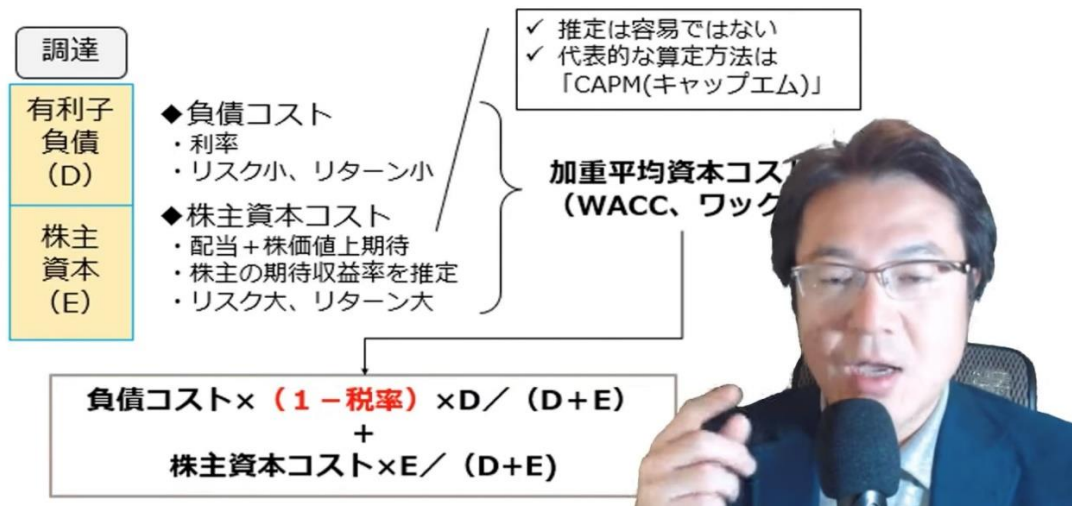 調達
有利子
負債
（D）
株主
資本
（E）
◆負債コスト
・利率
・リスク小、リターン小
◆株主資本コスト
・配当＋株価値上期待
・株主の期待収益率を推定
・リスク大、リターン大
✓ 推定は容易ではない
✓ 代表的な算定方法は
「CAPM(キャップエム)」
加重平均資本コス
（WACC、ワック
負債コスト×（１－税率）×D／（D＋E）
+
株主資本コスト×E／（D+E)